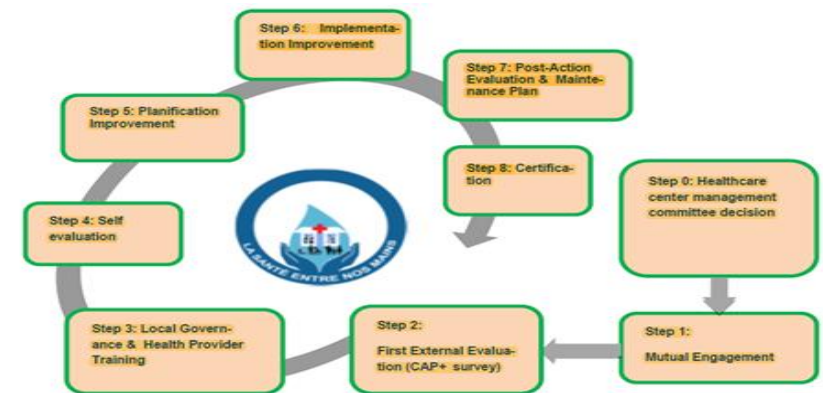 Step 6: Implementa-
tion Improvement
Step 7: Post-Action
Evaluation & Mainte-
nance Plan
Step 5: Planification
Improvement
Step 8: Certifica-
tion
Step 0: Healthcare
center management
committee decision
Step 4: Self
evaluation
LA SANTE ENTRE NOS MAINS
Step 3: Local Govern-
ance & Health Provider
Training
Step 2:
First External Evalua-
tion (CAP+ survey)
Step 1:
Mutual Engagement